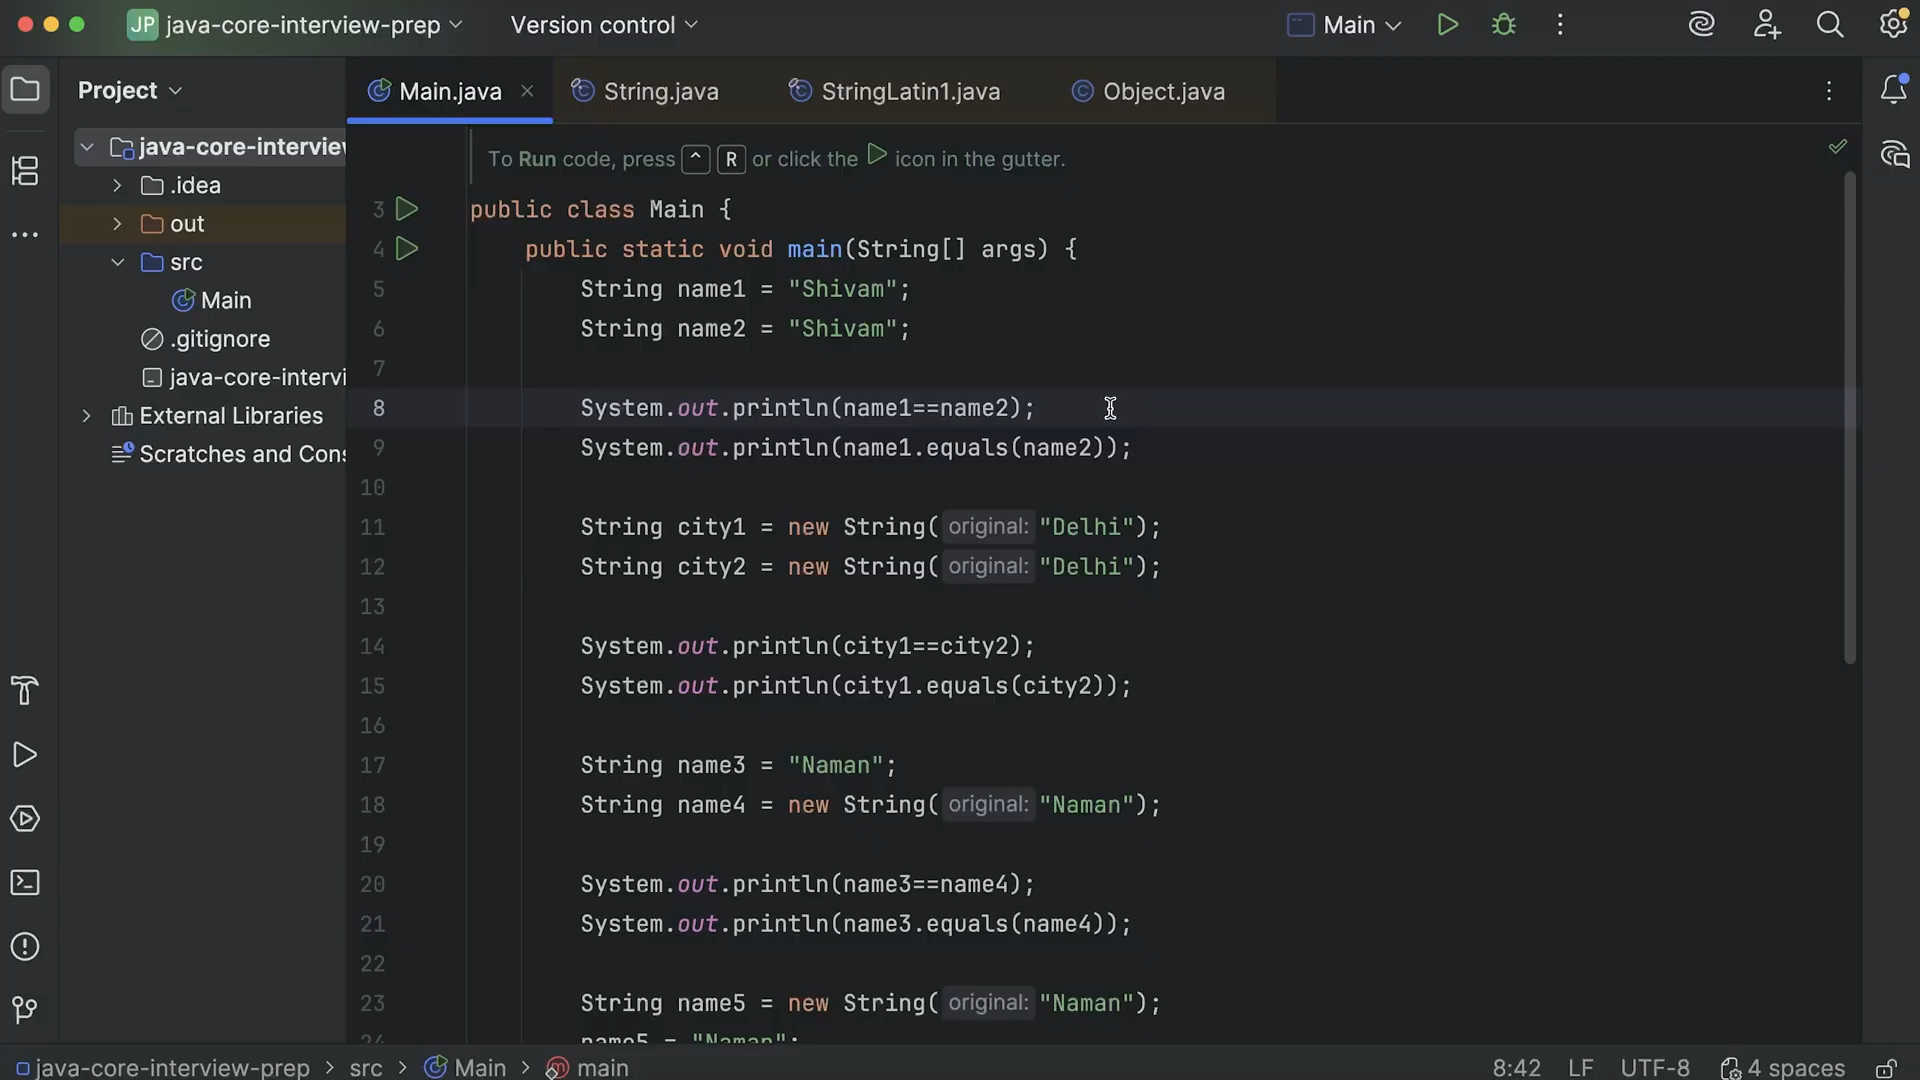 JP java-core-interview-prep Version control Main
Project Main.java String.java StringLatin1.java Object.java
java-core-interview
.idea
out
src
Main
.gitignore
java-core-intervi
External Libraries
Scratches and Cons
To Run code, press ^ R or click the icon in the gutter.
3 public class Main {
4 public static void main(String[] args) {
5 String name1 = "Shivam";
6 String name2 = "Shivam";
7
8 System.out.println(name1==name2);
9 System.out.println(name1.equals(name2));
10
11 String city1 = new String( original: "Delhi");
12 String city2 = new String( original: "Delhi");
13
14 System.out.println(city1==city2);
15 System.out.println(city1.equals(city2));
16
17 String name3 = "Naman";
18 String name4 = new String( original: "Naman");
19
20 System.out.println(name3==name4);
21 System.out.println(name3.equals(name4));
22
23 String name5 = new String( original: "Naman");
24 name5 = "Naman";
java-core-interview-prep > src > Main > main 8:42 LF UTF-8 4 spaces